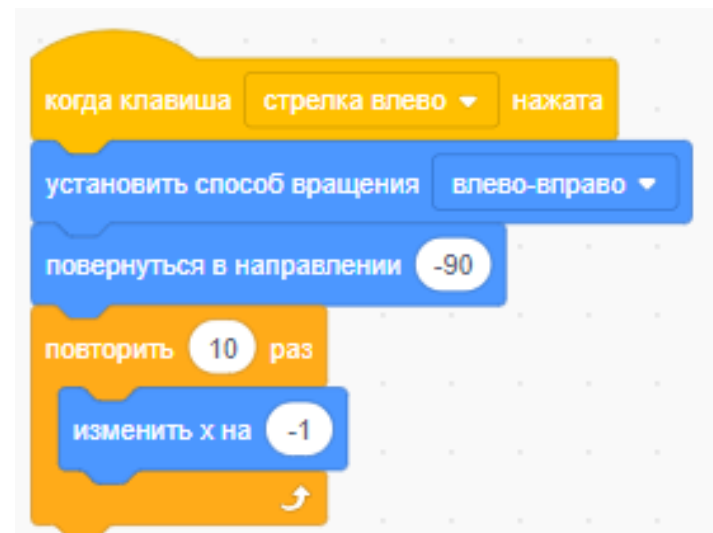 когда клавиша стрелка влево нажата
установить способ вращения влево-вправо
повернуться в направлении -90
повторить 10 раз
изменить х на -1